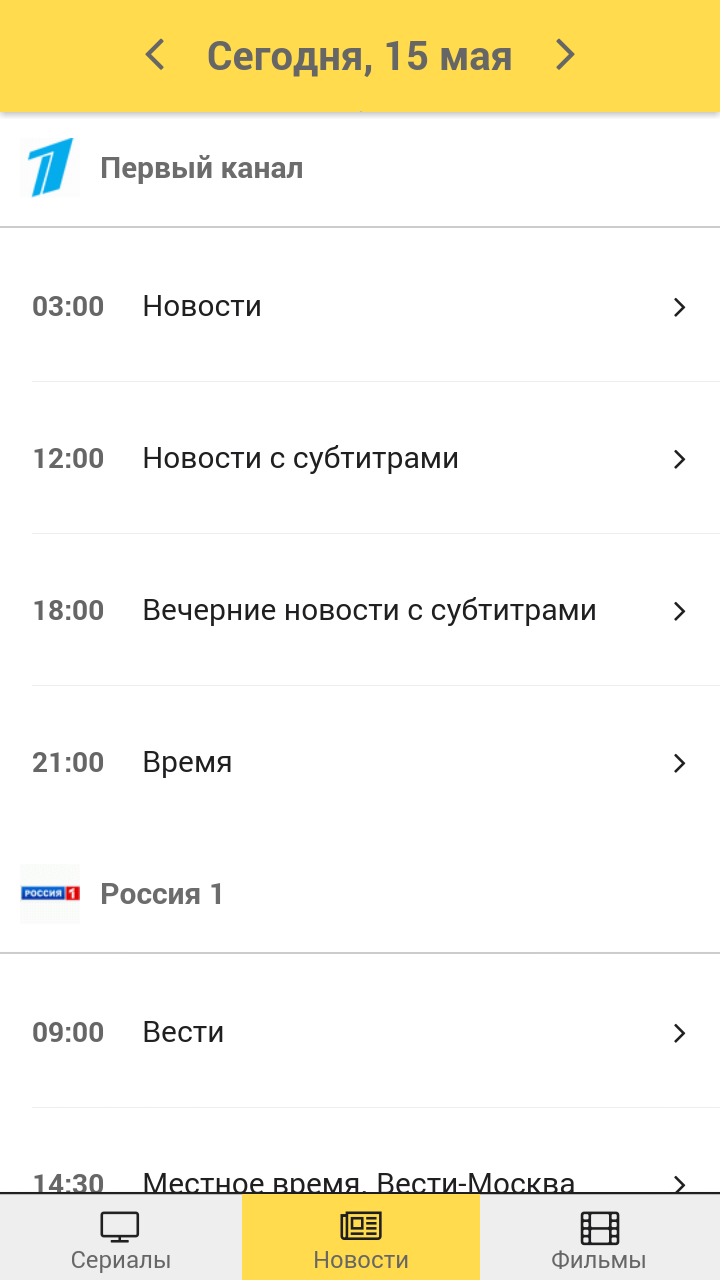 Сегодня, 15 мая
Первый канал
03:00 Новости
12:00 Новости с субтитрами
18:00 Вечерние новости с субтитрами
21:00 Время
РОССИЯ 1 Россия 1
09:00 Вести
14:30 Местное время. Вести-Москва
Сериалы Новости Фильмы